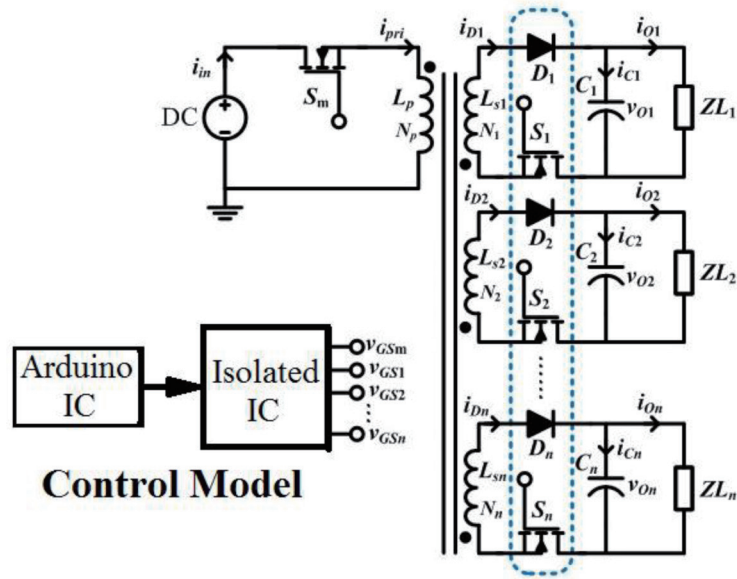 i_in
DC
+
−
S_m
i_pri
L_p
N_p
i_D1
D_1
L_s1
N_1
S_1
C_1
i_C1
v_O1
i_O1
ZL_1
i_D2
D_2
L_s2
N_2
S_2
C_2
i_C2
v_O2
i_O2
ZL_2
i_Dn
D_n
L_sn
N_n
S_n
C_n
i_Cn
v_On
i_On
ZL_n
Arduino
IC
Isolated
IC
v_GSm
v_GS1
v_GS2
v_GSn
Control Model